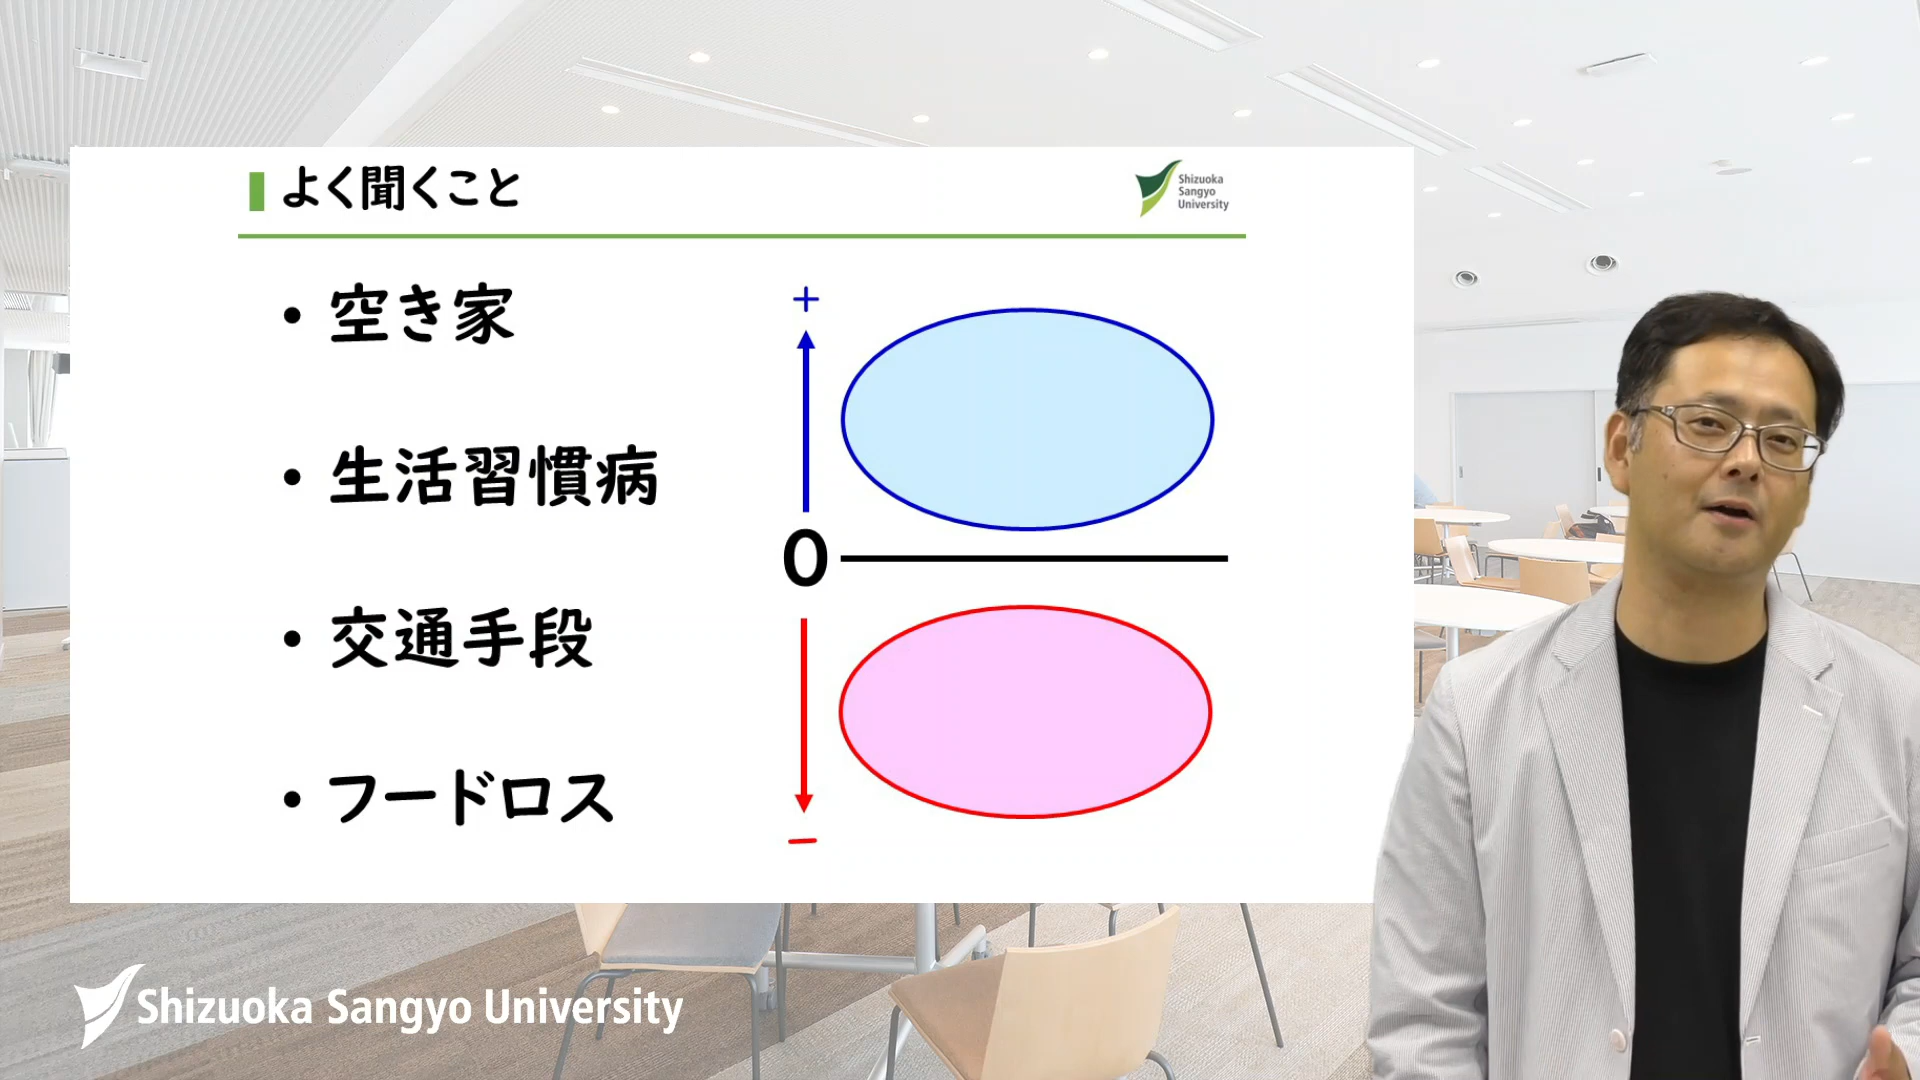 よく聞くこと
Shizuoka
Sangyo
University
• 空き家
• 生活習慣病
• 交通手段
• フードロス
+
0
−
Shizuoka Sangyo University